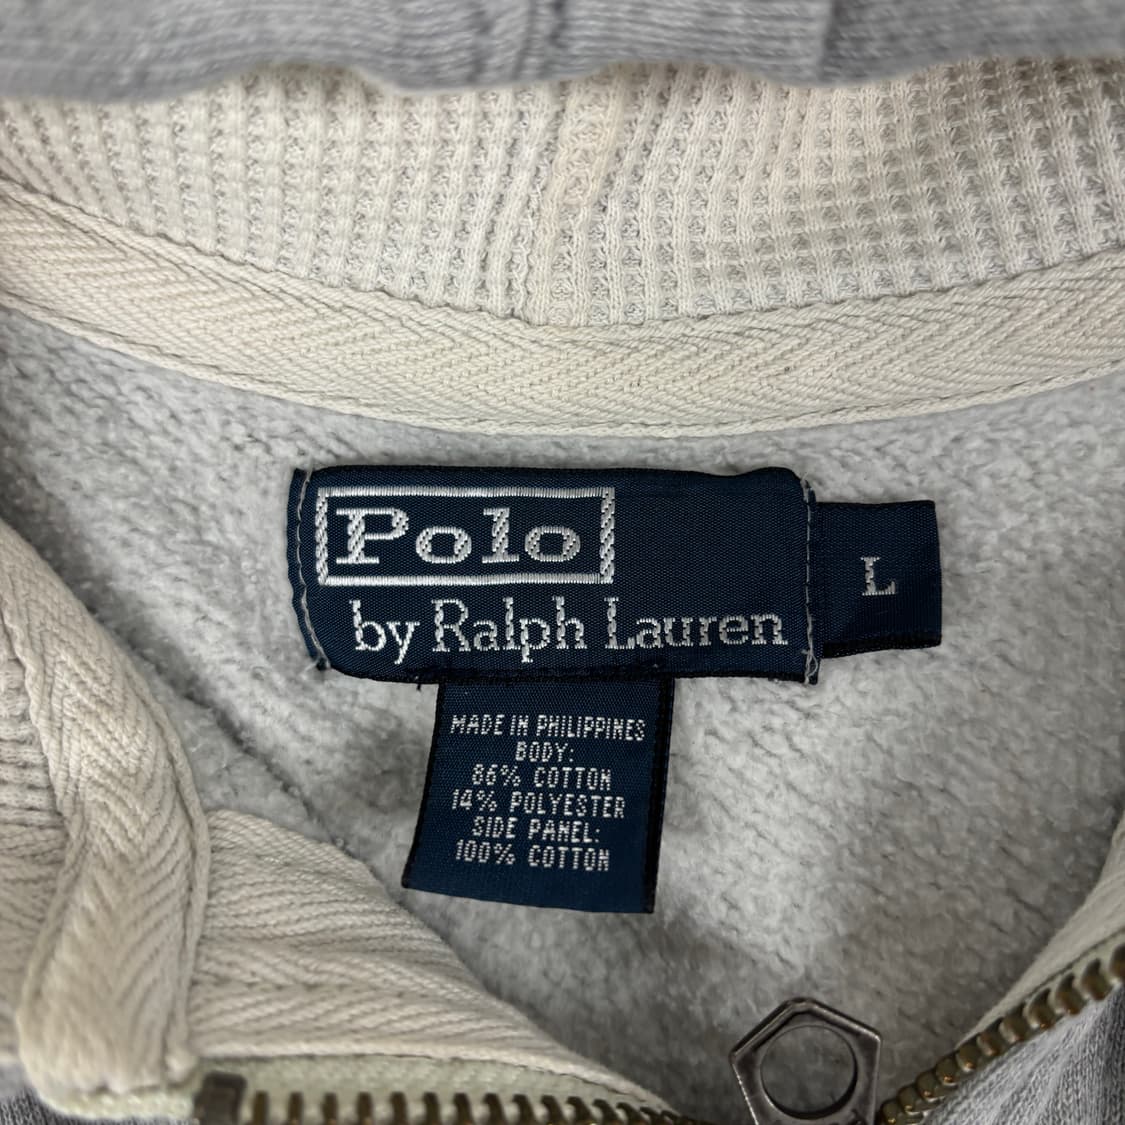 Polo
by Ralph Lauren
L
MADE IN PHILIPPINES
BODY:
86% COTTON
14% POLYESTER
SIDE PANEL:
100% COTTON